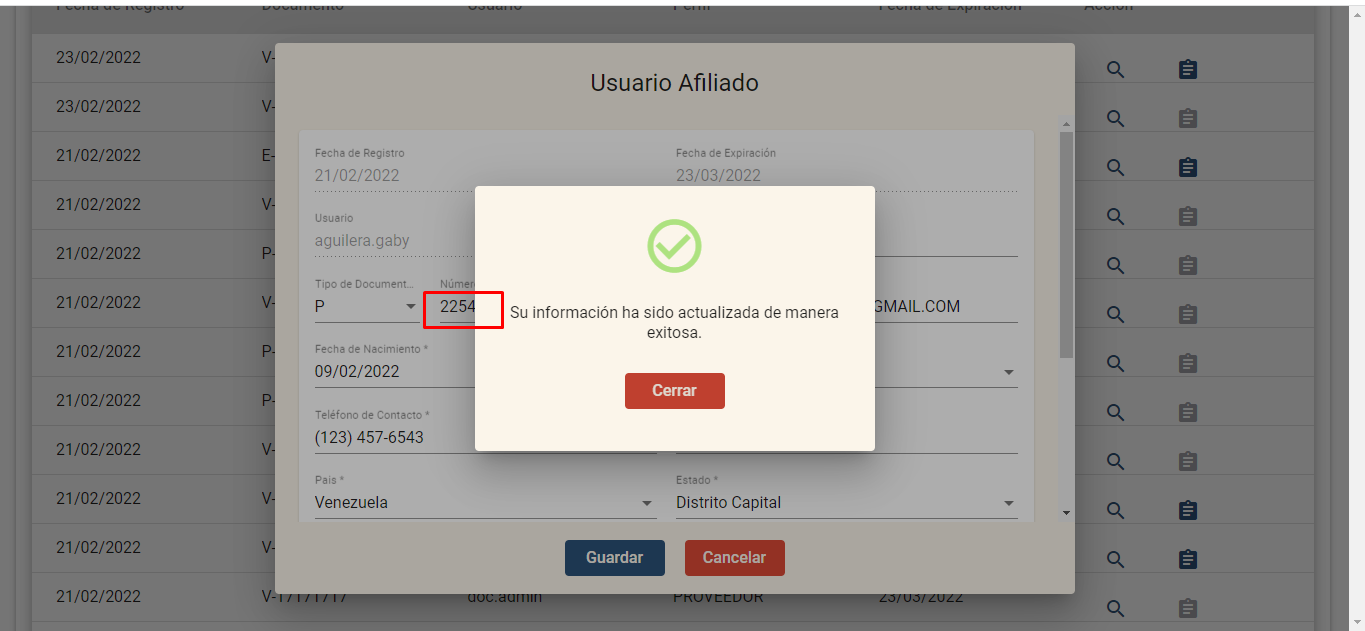 Fecha de Registro Documento Usuario Perfil Fecha de Expiración Acción
23/02/2022 V-
Usuario Afiliado
23/02/2022 V-
21/02/2022 E-
Fecha de Registro Fecha de Expiración
21/02/2022 23/03/2022
21/02/2022 V-
Usuario
aguilera.gaby
21/02/2022 P-
Tipo de Document... Númer
P 2254 GMAIL.COM
21/02/2022 V-
Su información ha sido actualizada de manera
exitosa.
21/02/2022 P-
Fecha de Nacimiento *
09/02/2022
Cerrar
21/02/2022 P-
Teléfono de Contacto *
(123) 457-6543
21/02/2022 V-
Pais * Estado *
Venezuela Distrito Capital
21/02/2022 V-
21/02/2022 V-
Guardar Cancelar
21/02/2022 V-17171717 doc.admin PROVEEDOR 23/03/2022